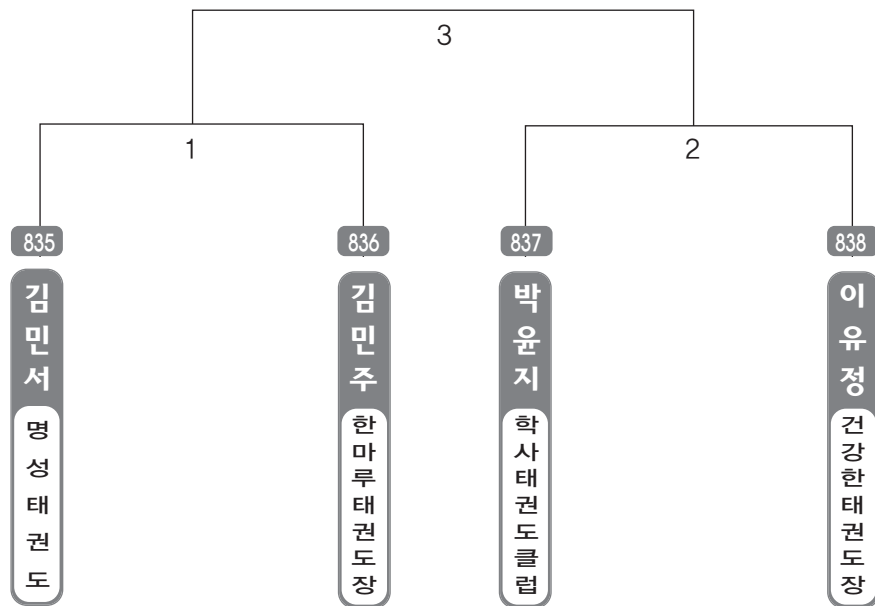 3
1
2
835
836
837
838
김민서
김민주
박윤지
이유정
명성태권도
한마루태권도장
학사태권도클럽
건강한태권도장